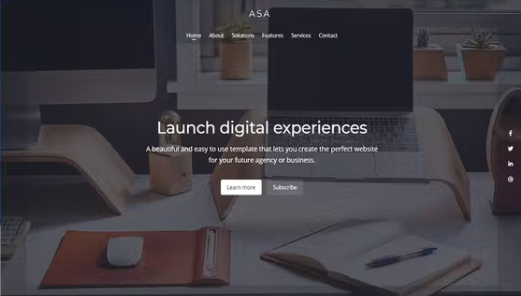 ASA
Home About Solutions Features Services Contact
Launch digital experiences
A beautiful and easy to use template that lets you create the perfect website
for your future agency or business.
Learn more Subscribe